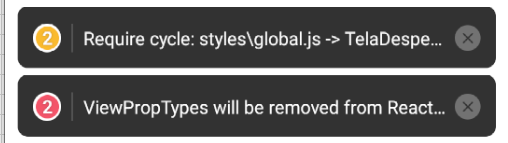 2 Require cycle: styles\global.js -> TelaDespe...
2 ViewPropTypes will be removed from React...